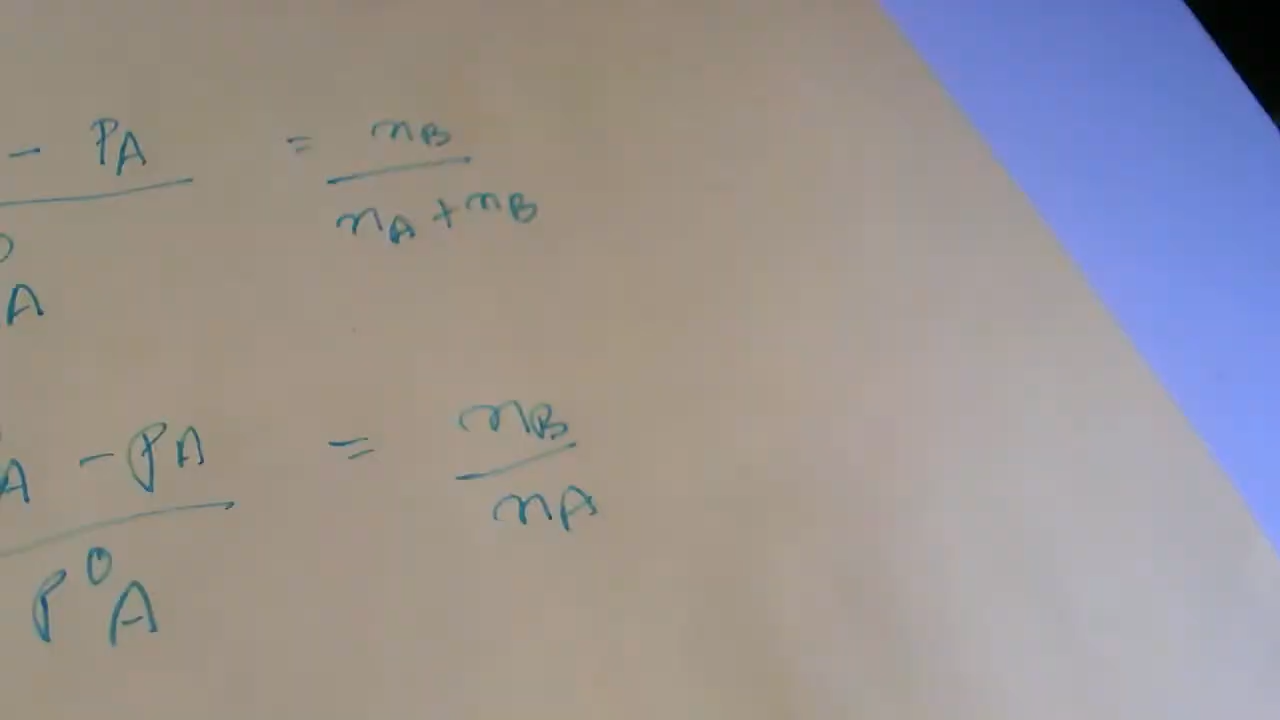 - PA = nB
nA + nB
A
A - PA = nB
nA
P⁰A